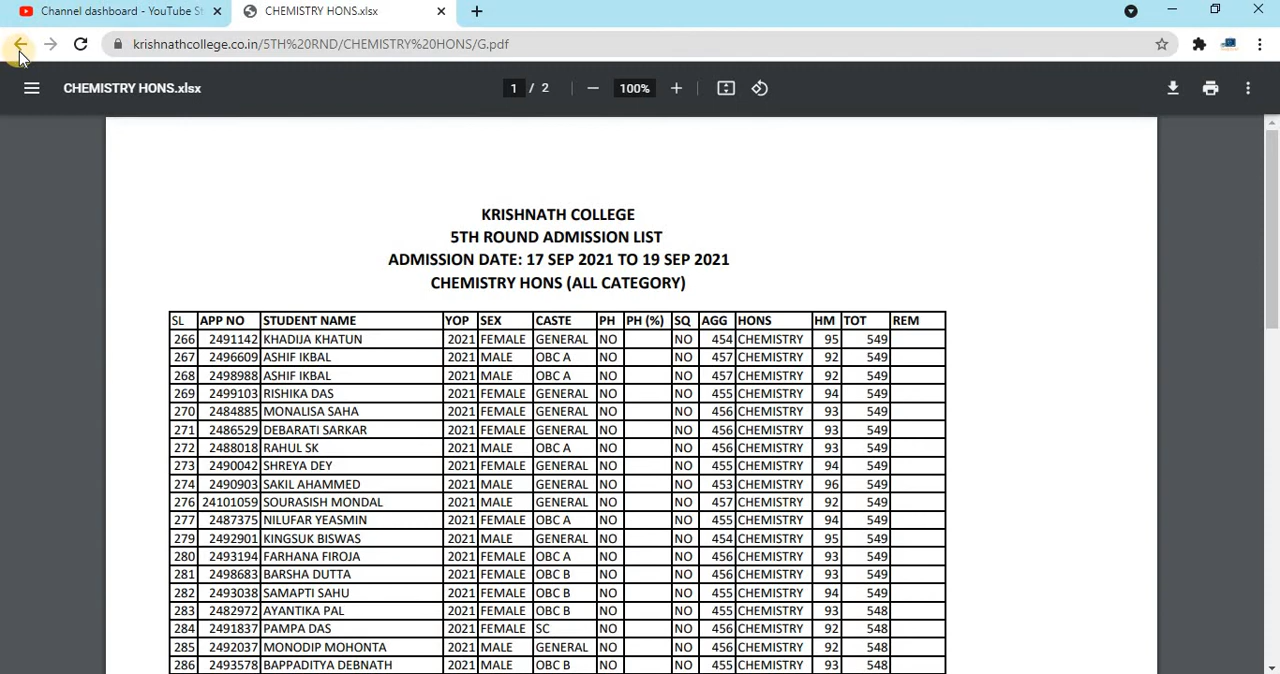 Channel dashboard - YouTube St
CHEMISTRY HONS.xlsx
krishnathcollege.co.in/5TH%20RND/CHEMISTRY%20HONS/G.pdf
CHEMISTRY HONS.xlsx 1 / 2 100%
KRISHNATH COLLEGE
5TH ROUND ADMISSION LIST
ADMISSION DATE: 17 SEP 2021 TO 19 SEP 2021
CHEMISTRY HONS (ALL CATEGORY)
SL APP NO STUDENT NAME YOP SEX CASTE PH PH (%) SQ AGG HONS HM TOT REM
266 2491142 KHADIJA KHATUN 2021 FEMALE GENERAL NO NO 454 CHEMISTRY 95 549
267 2496609 ASHIF IKBAL 2021 MALE OBC A NO NO 457 CHEMISTRY 92 549
268 2498988 ASHIF IKBAL 2021 MALE OBC A NO NO 457 CHEMISTRY 92 549
269 2499103 RISHIKA DAS 2021 FEMALE GENERAL NO NO 455 CHEMISTRY 94 549
270 2484885 MONALISA SAHA 2021 FEMALE GENERAL NO NO 456 CHEMISTRY 93 549
271 2486529 DEBARATI SARKAR 2021 FEMALE GENERAL NO NO 456 CHEMISTRY 93 549
272 2488018 RAHUL SK 2021 MALE OBC A NO NO 456 CHEMISTRY 93 549
273 2490042 SHREYA DEY 2021 FEMALE GENERAL NO NO 455 CHEMISTRY 94 549
274 2490903 SAKIL AHAMMED 2021 MALE GENERAL NO NO 453 CHEMISTRY 96 549
276 24101059 SOURASISH MONDAL 2021 MALE GENERAL NO NO 457 CHEMISTRY 92 549
277 2487375 NILUFAR YEASMIN 2021 FEMALE OBC A NO NO 455 CHEMISTRY 94 549
279 2492901 KINGSUK BISWAS 2021 MALE GENERAL NO NO 454 CHEMISTRY 95 549
280 2493194 FARHANA FIROJA 2021 FEMALE OBC A NO NO 456 CHEMISTRY 93 549
281 2498683 BARSHA DUTTA 2021 FEMALE OBC B NO NO 456 CHEMISTRY 93 549
282 2493038 SAMAPTI SAHU 2021 FEMALE OBC B NO NO 455 CHEMISTRY 94 549
283 2482972 AYANTIKA PAL 2021 FEMALE OBC B NO NO 455 CHEMISTRY 93 548
284 2491837 PAMPA DAS 2021 FEMALE SC NO NO 456 CHEMISTRY 92 548
285 2492037 MONODIP MOHONTA 2021 MALE GENERAL NO NO 456 CHEMISTRY 92 548
286 2493578 BAPPADITYA DEBNATH 2021 MALE OBC B NO NO 455 CHEMISTRY 93 548